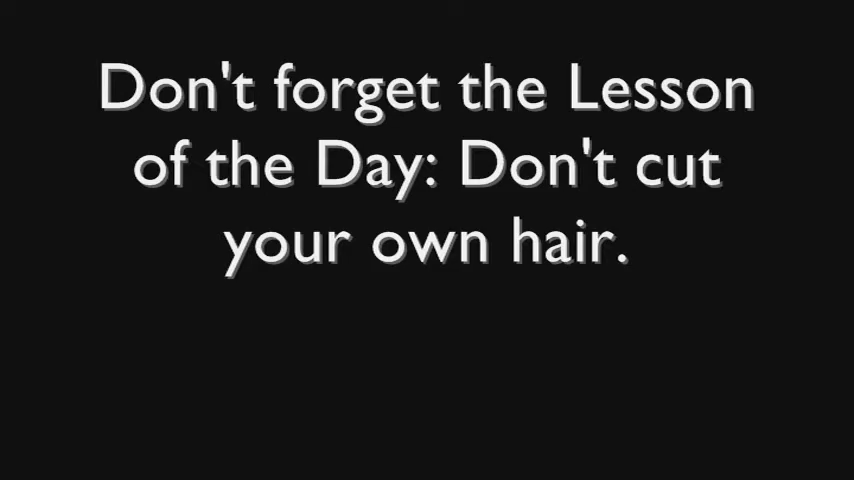 Don't forget the Lesson
of the Day: Don't cut
your own hair.